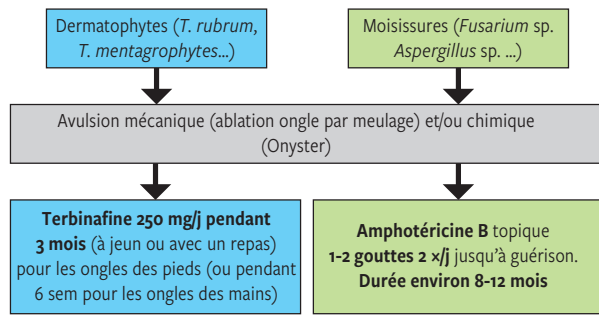 Dermatophytes (T. rubrum,
T. mentagrophytes...)
Moisissures (Fusarium sp.
Aspergillus sp. ...)
Avulsion mécanique (ablation ongle par meulage) et/ou chimique
(Onyster)
Terbinafine 250 mg/j pendant
3 mois (à jeun ou avec un repas)
pour les ongles des pieds (ou pendant
6 sem pour les ongles des mains)
Amphotéricine B topique
1-2 gouttes 2 ×/j jusqu’à guérison.
Durée environ 8-12 mois